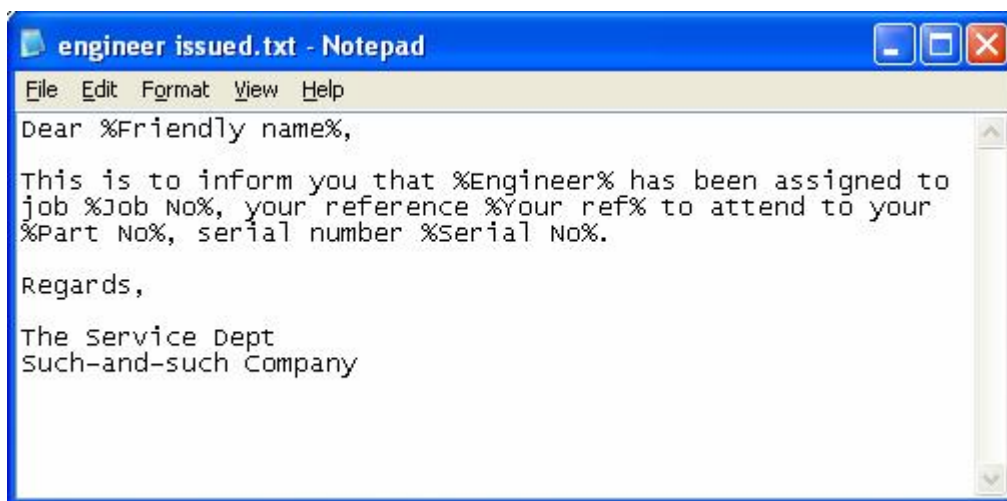 engineer issued.txt - Notepad
File Edit Format View Help
Dear %Friendly name%,
This is to inform you that %Engineer% has been assigned to
job %Job No%, your reference %Your ref% to attend to your
%Part No%, serial number %Serial No%.
Regards,
The Service Dept
Such-and-such Company